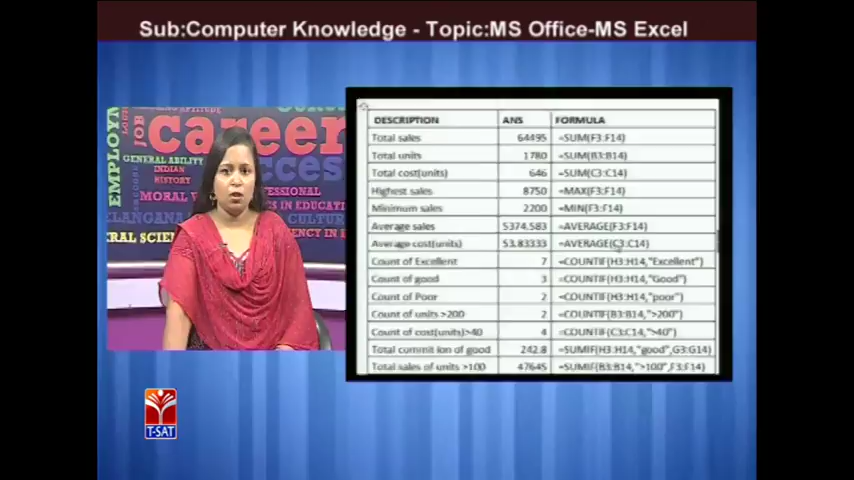 Sub:Computer Knowledge - Topic:MS Office-MS Excel
EMPLOYM
JOB
career
GENERAL ABILITY
INDIAN
HISTORY
MORAL
CULTUR
DESCRIPTION ANS FORMULA
Total sales 64495 =SUM(F3:F14)
Total units 1780 =SUM(B3:B14)
Total cost(units) 646 =SUM(C3:C14)
Highest sales 8750 =MAX(F3:F14)
Minimum sales 2200 =MIN(F3:F14)
Average sales 5374.583 =AVERAGE(F3:F14)
Average cost(units) 53.83333 =AVERAGE(C3:C14)
Count of Excellent 7 =COUNTIF(H3:H14,"Excellent")
Count of good 3 =COUNTIF(H3:H14,"Good")
Count of Poor 2 =COUNTIF(H3:H14,"poor")
Count of units >200 2 =COUNTIF(B3:B14,">200")
Count of cost(units)>40 4 =COUNTIF(C3:C14,">40")
Total commit ion of good 242.8 =SUMIF(H3:H14,"good",G3:G14)
Total sales of units >100 47645 =SUMIF(B3:B14,">100",F3:F14)
T-SAT